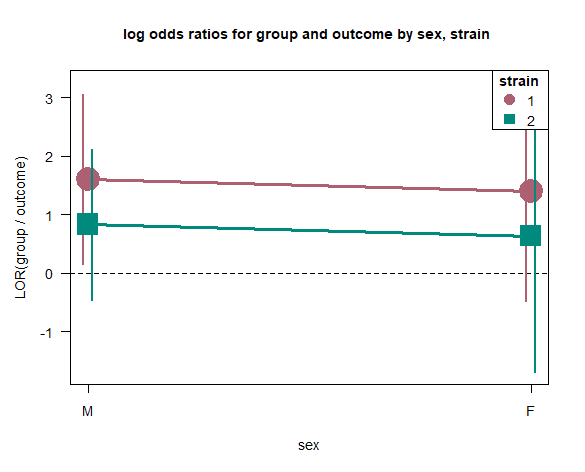 log odds ratios for group and outcome by sex, strain
strain
1
2
LOR(group / outcome)
3
2
1
0
-1
M
F
sex